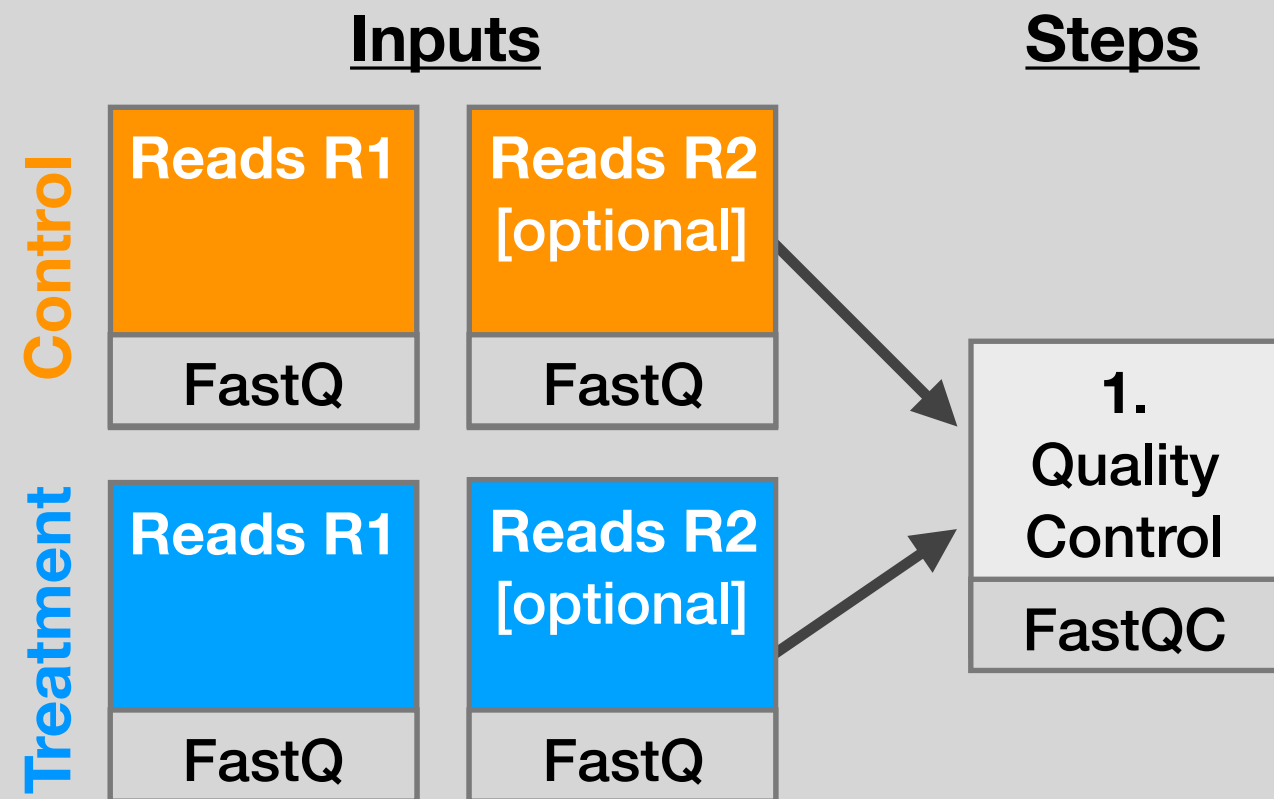 Inputs
Steps
Control
Reads R1
FastQ
Reads R2
[optional]
FastQ
Treatment
Reads R1
FastQ
Reads R2
[optional]
FastQ
1.
Quality
Control
FastQC